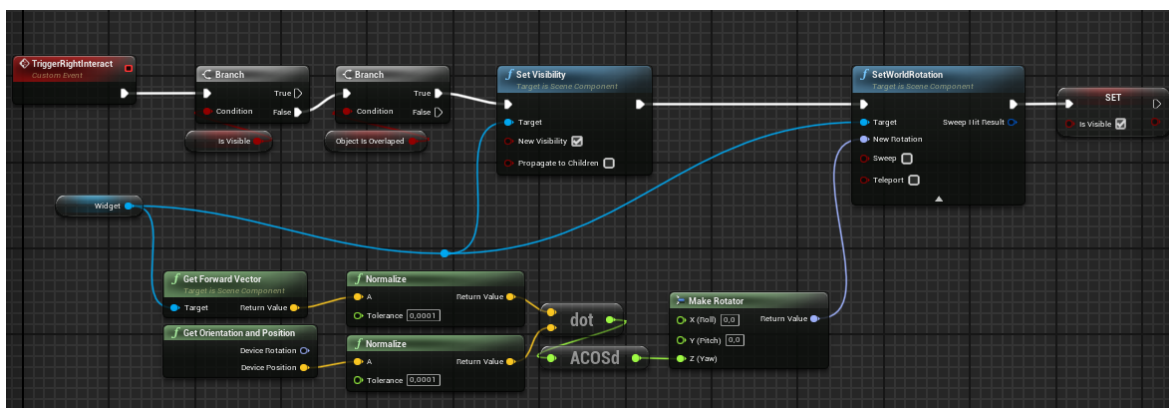 TriggerRightInteract
Custom Event
Branch
True
Condition
False
Is Visible
Branch
True
Condition
False
Object Is Overlaped
Set Visibility
Target is Scene Component
Target
New Visibility
Propagate to Children
SetWorldRotation
Target is Scene Component
Target
Sweep Hit Result
New Rotation
Sweep
Teleport
SET
Is Visible
Widget
Get Forward Vector
Target is Scene Component
Target
Return Value
Get Orientation and Position
Device Rotation
Device Position
Normalize
A
Return Value
Tolerance 0,0001
Normalize
A
Return Value
Tolerance 0,0001
dot
ACOSd
Make Rotator
X (Roll) 0,0
Return Value
Y (Pitch) 0,0
Z (Yaw)